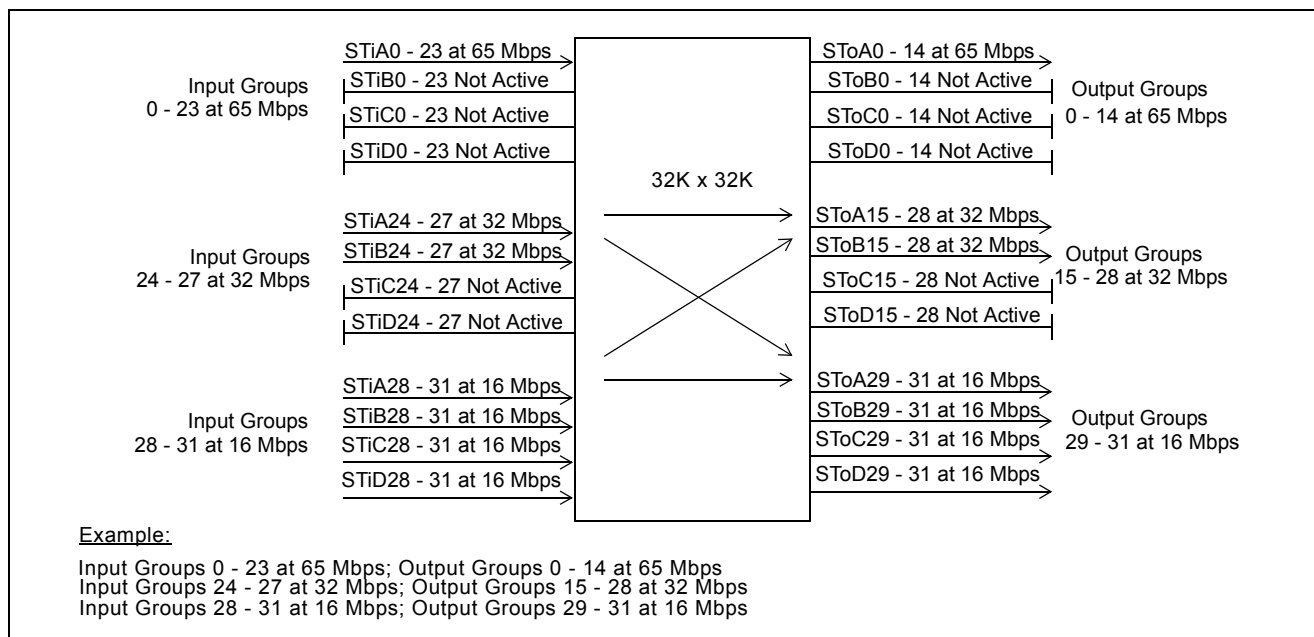 Input Groups
0 - 23 at 65 Mbps
STiA0 - 23 at 65 Mbps
STiB0 - 23 Not Active
STiC0 - 23 Not Active
STiD0 - 23 Not Active
Input Groups
24 - 27 at 32 Mbps
STiA24 - 27 at 32 Mbps
STiB24 - 27 at 32 Mbps
STiC24 - 27 Not Active
STiD24 - 27 Not Active
Input Groups
28 - 31 at 16 Mbps
STiA28 - 31 at 16 Mbps
STiB28 - 31 at 16 Mbps
STiC28 - 31 at 16 Mbps
STiD28 - 31 at 16 Mbps
32K x 32K
SToA0 - 14 at 65 Mbps
SToB0 - 14 Not Active
SToC0 - 14 Not Active
SToD0 - 14 Not Active
Output Groups
0 - 14 at 65 Mbps
SToA15 - 28 at 32 Mbps
SToB15 - 28 at 32 Mbps
SToC15 - 28 Not Active
SToD15 - 28 Not Active
Output Groups
15 - 28 at 32 Mbps
SToA29 - 31 at 16 Mbps
SToB29 - 31 at 16 Mbps
SToC29 - 31 at 16 Mbps
SToD29 - 31 at 16 Mbps
Output Groups
29 - 31 at 16 Mbps
Example:
Input Groups 0 - 23 at 65 Mbps; Output Groups 0 - 14 at 65 Mbps
Input Groups 24 - 27 at 32 Mbps; Output Groups 15 - 28 at 32 Mbps
Input Groups 28 - 31 at 16 Mbps; Output Groups 29 - 31 at 16 Mbps